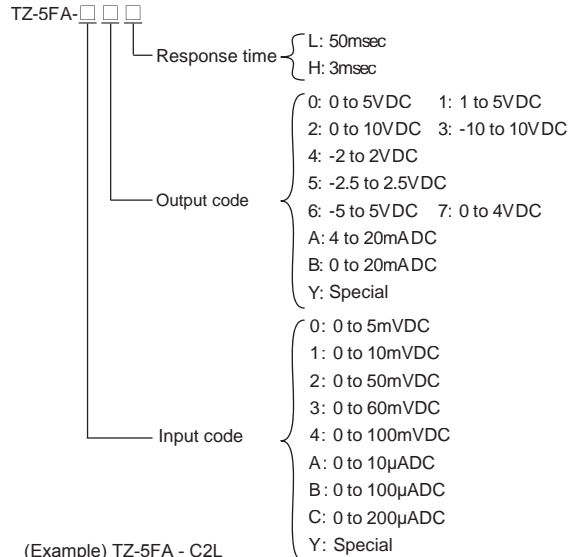 TZ-5FA-□ □ □
Response time
L: 50msec
H: 3msec
Output code
0: 0 to 5VDC 1: 1 to 5VDC
2: 0 to 10VDC 3: -10 to 10VDC
4: -2 to 2VDC
5: -2.5 to 2.5VDC
6: -5 to 5VDC 7: 0 to 4VDC
A: 4 to 20mADC
B: 0 to 20mADC
Y: Special
Input code
0: 0 to 5mVDC
1: 0 to 10mVDC
2: 0 to 50mVDC
3: 0 to 60mVDC
4: 0 to 100mVDC
A: 0 to 10µADC
B: 0 to 100µADC
C: 0 to 200µADC
Y: Special
(Example) TZ-5FA - C2L